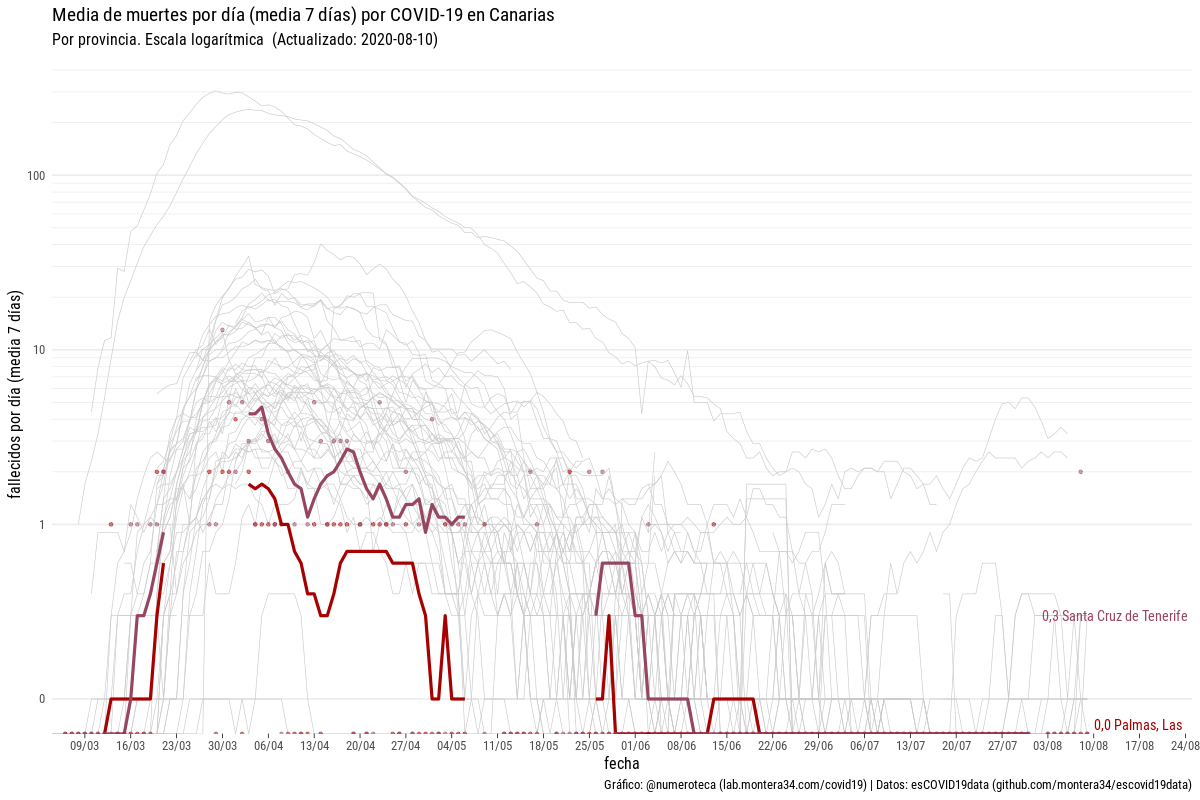 Media de muertes por día (media 7 días) por COVID-19 en Canarias
Por provincia. Escala logarítmica (Actualizado: 2020-08-10)
fallecidos por día (media 7 días)
100
10
1
0
0,3 Santa Cruz de Tenerife
0,0 Palmas, Las
09/03 16/03 23/03 30/03 06/04 13/04 20/04 27/04 04/05 11/05 18/05 25/05 01/06 08/06 15/06 22/06 29/06 06/07 13/07 20/07 27/07 03/08 10/08 17/08 24/08
fecha
Gráfico: @numeroteca (lab.montera34.com/covid19) | Datos: esCOVID19data (github.com/montera34/escovid19data)